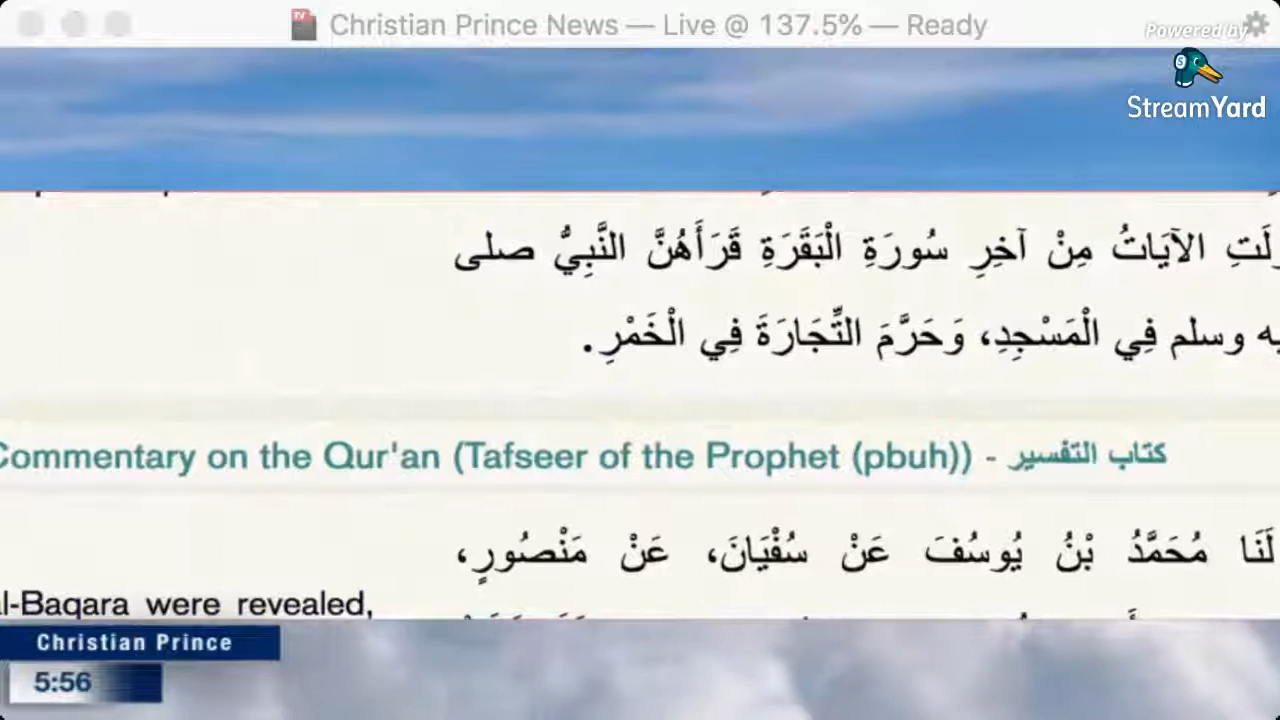 Christian Prince News — Live @ 137.5% — Ready
Powered by
StreamYard
الآيَاتُ مِنْ آخِرِ سُورَةِ الْبَقَرَةِ قَرَأَهُنَّ النَّبِيُّ صلى
وسلم فِي الْمَسْجِدِ، وَحَرَّمَ التِّجَارَةَ فِي الْخَمْرِ.
Commentary on the Qur'an (Tafseer of the Prophet (pbuh)) - كتاب التفسير
مُحَمَّدُ بْنُ يُوسُفَ عَنْ سُفْيَانَ، عَنْ مَنْصُورٍ،
al-Baqara were revealed,
Christian Prince
5:56